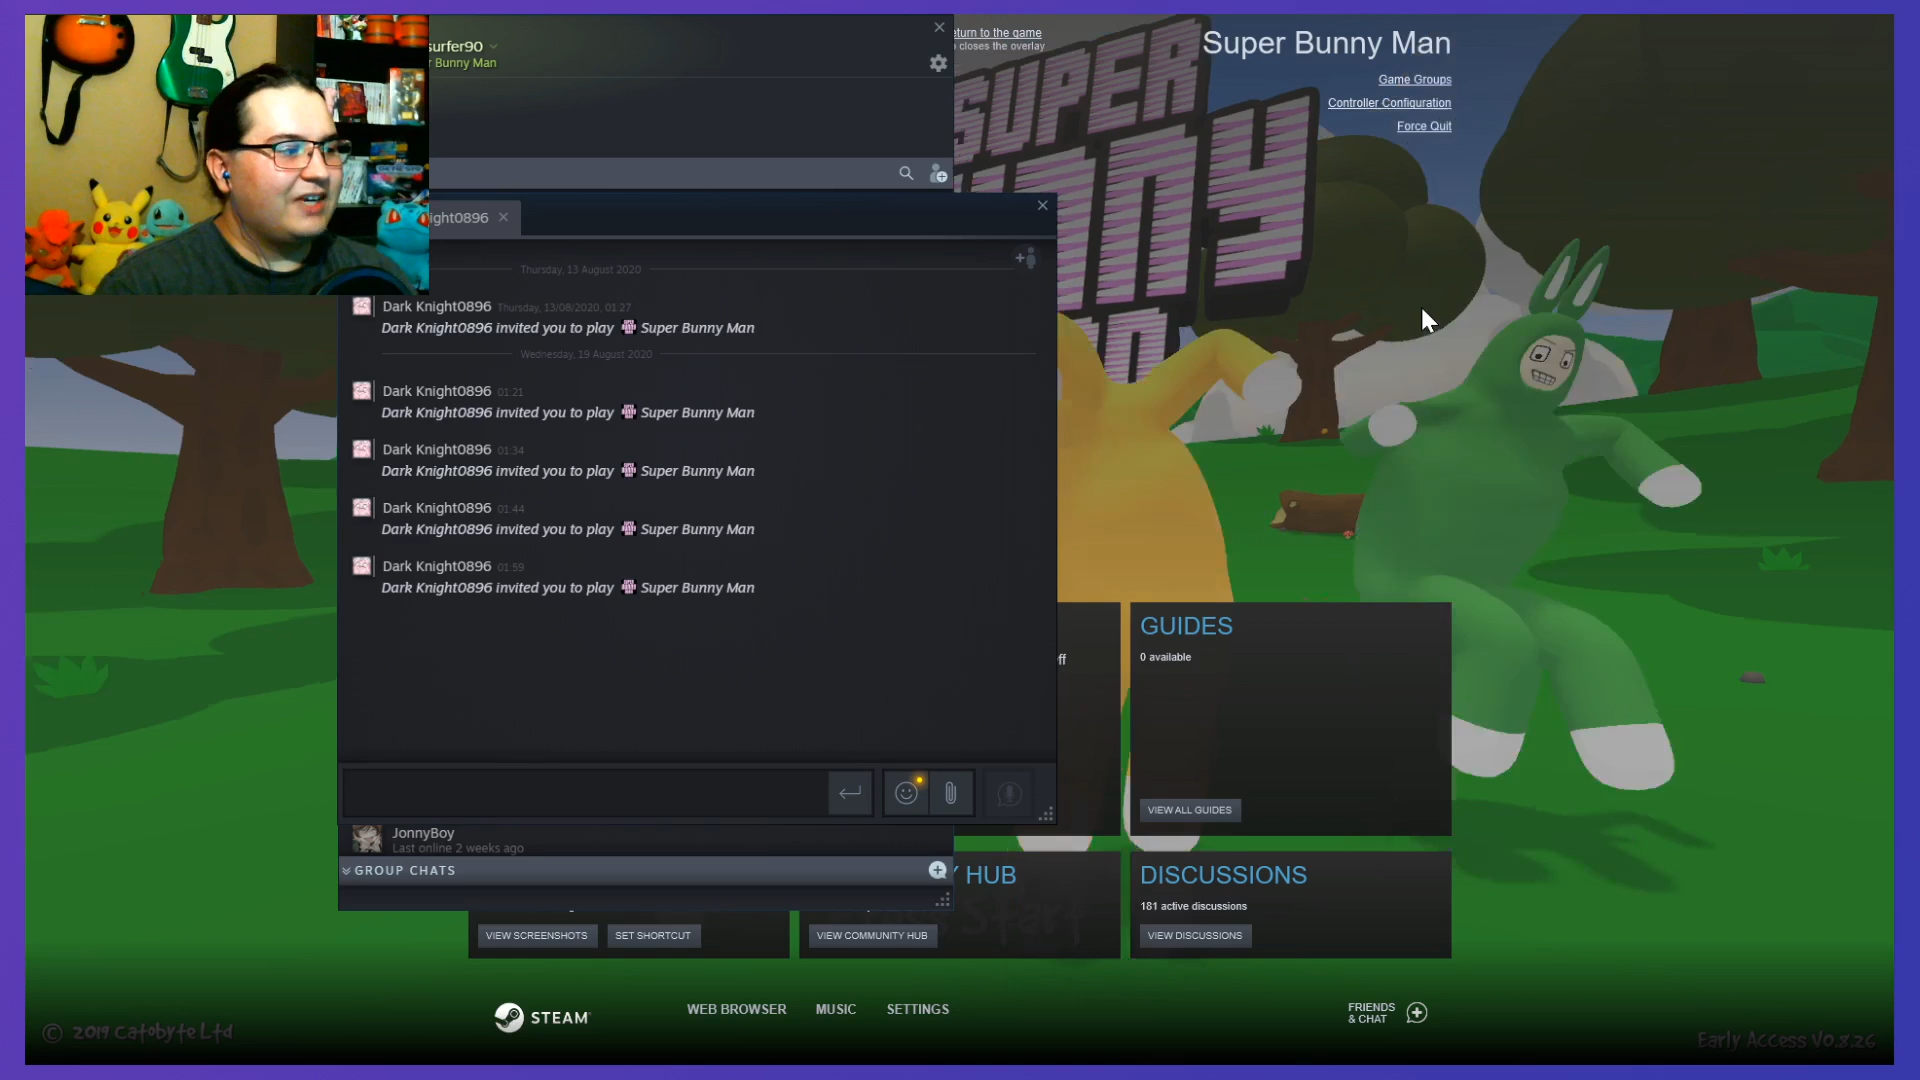 surfer90
r Bunny Man
eturn to the game
o closes the overlay
Super Bunny Man
Game Groups
Controller Configuration
Force Quit
SUPER
ight0896
Thursday, 13 August 2020
Dark Knight0896 Thursday, 13/08/2020, 01:27
Dark Knight0896 invited you to play Super Bunny Man
Wednesday, 19 August 2020
Dark Knight0896 01:21
Dark Knight0896 invited you to play Super Bunny Man
Dark Knight0896 01:34
Dark Knight0896 invited you to play Super Bunny Man
Dark Knight0896 01:44
Dark Knight0896 invited you to play Super Bunny Man
Dark Knight0896 01:59
Dark Knight0896 invited you to play Super Bunny Man
GUIDES
ff
0 available
VIEW ALL GUIDES
JonnyBoy
Last online 2 weeks ago
GROUP CHATS
Y HUB
DISCUSSIONS
181 active discussions
ss Start
VIEW SCREENSHOTS
SET SHORTCUT
VIEW COMMUNITY HUB
VIEW DISCUSSIONS
STEAM
WEB BROWSER
MUSIC
SETTINGS
FRIENDS
& CHAT
© 2019 Catobyte Ltd
Early Access V0.8.26